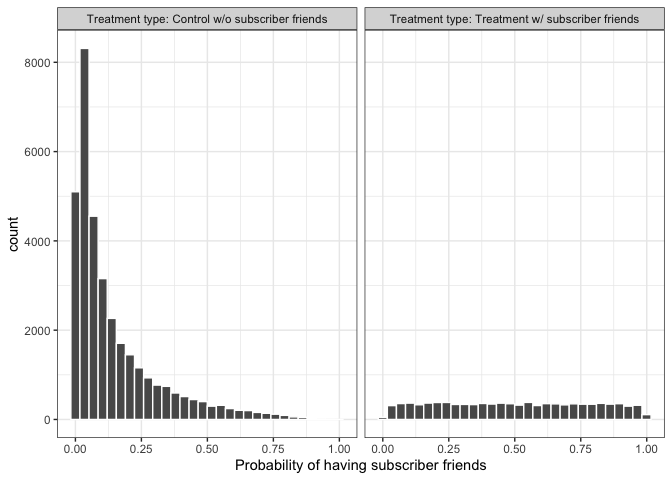 Treatment type: Control w/o subscriber friends
Treatment type: Treatment w/ subscriber friends
8000
6000
4000
2000
0
count
0.00 0.25 0.50 0.75 1.00
0.00 0.25 0.50 0.75 1.00
Probability of having subscriber friends